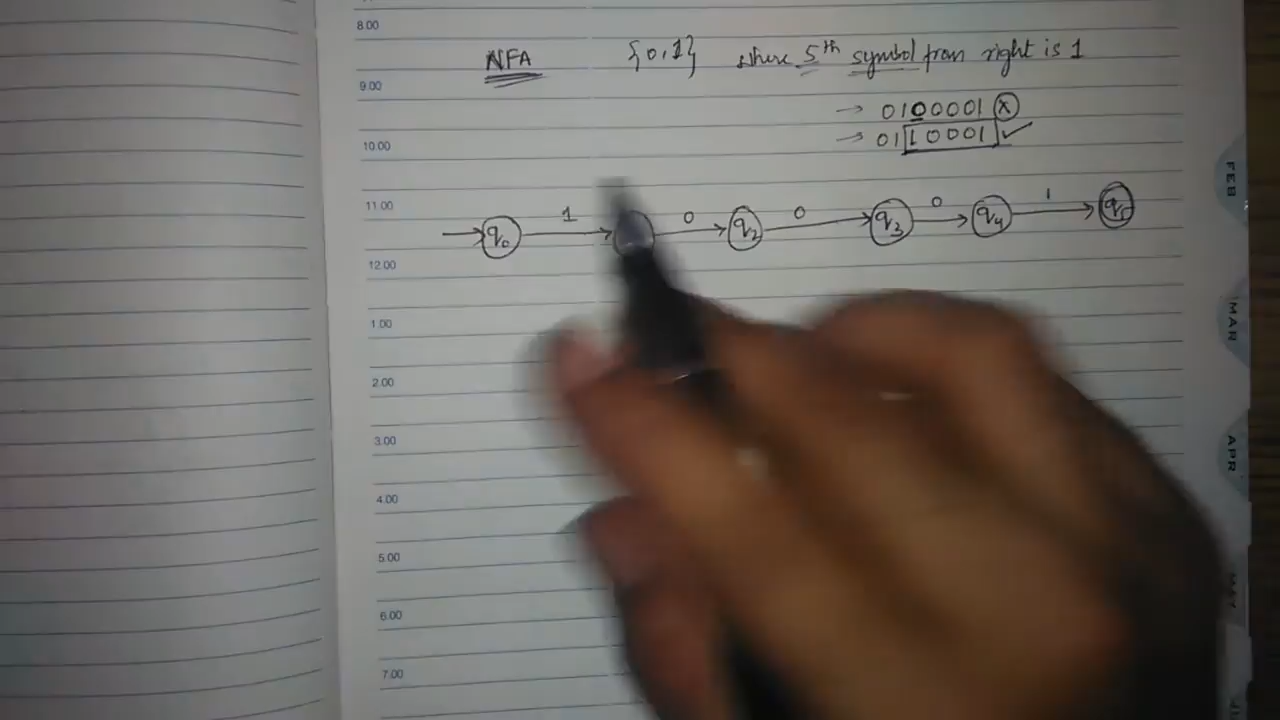 8.00
NFA {0,1} where 5th symbol from right is 1
9.00
→ 0100001 X
→ 0110001 ✓
10.00
11.00
1 0 0 0 1
→ q0 → → q2 → q3 → q4 → q5
12.00
1.00
2.00
3.00
4.00
5.00
6.00
7.00
FEB
MAR
APR